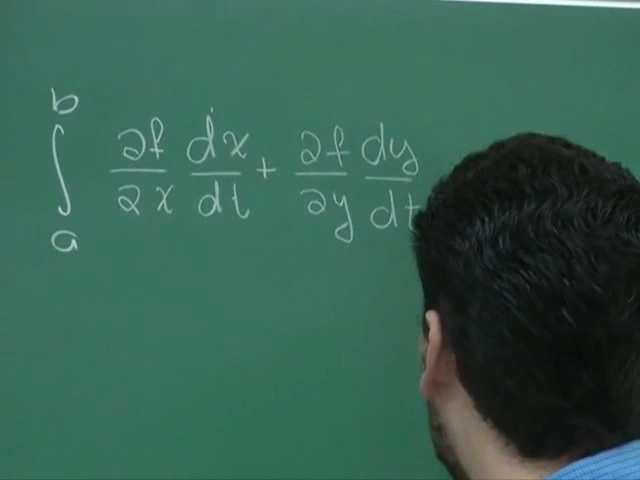 ∫_a^b ∂f/∂x dx/dt + ∂f/∂y dy/dt